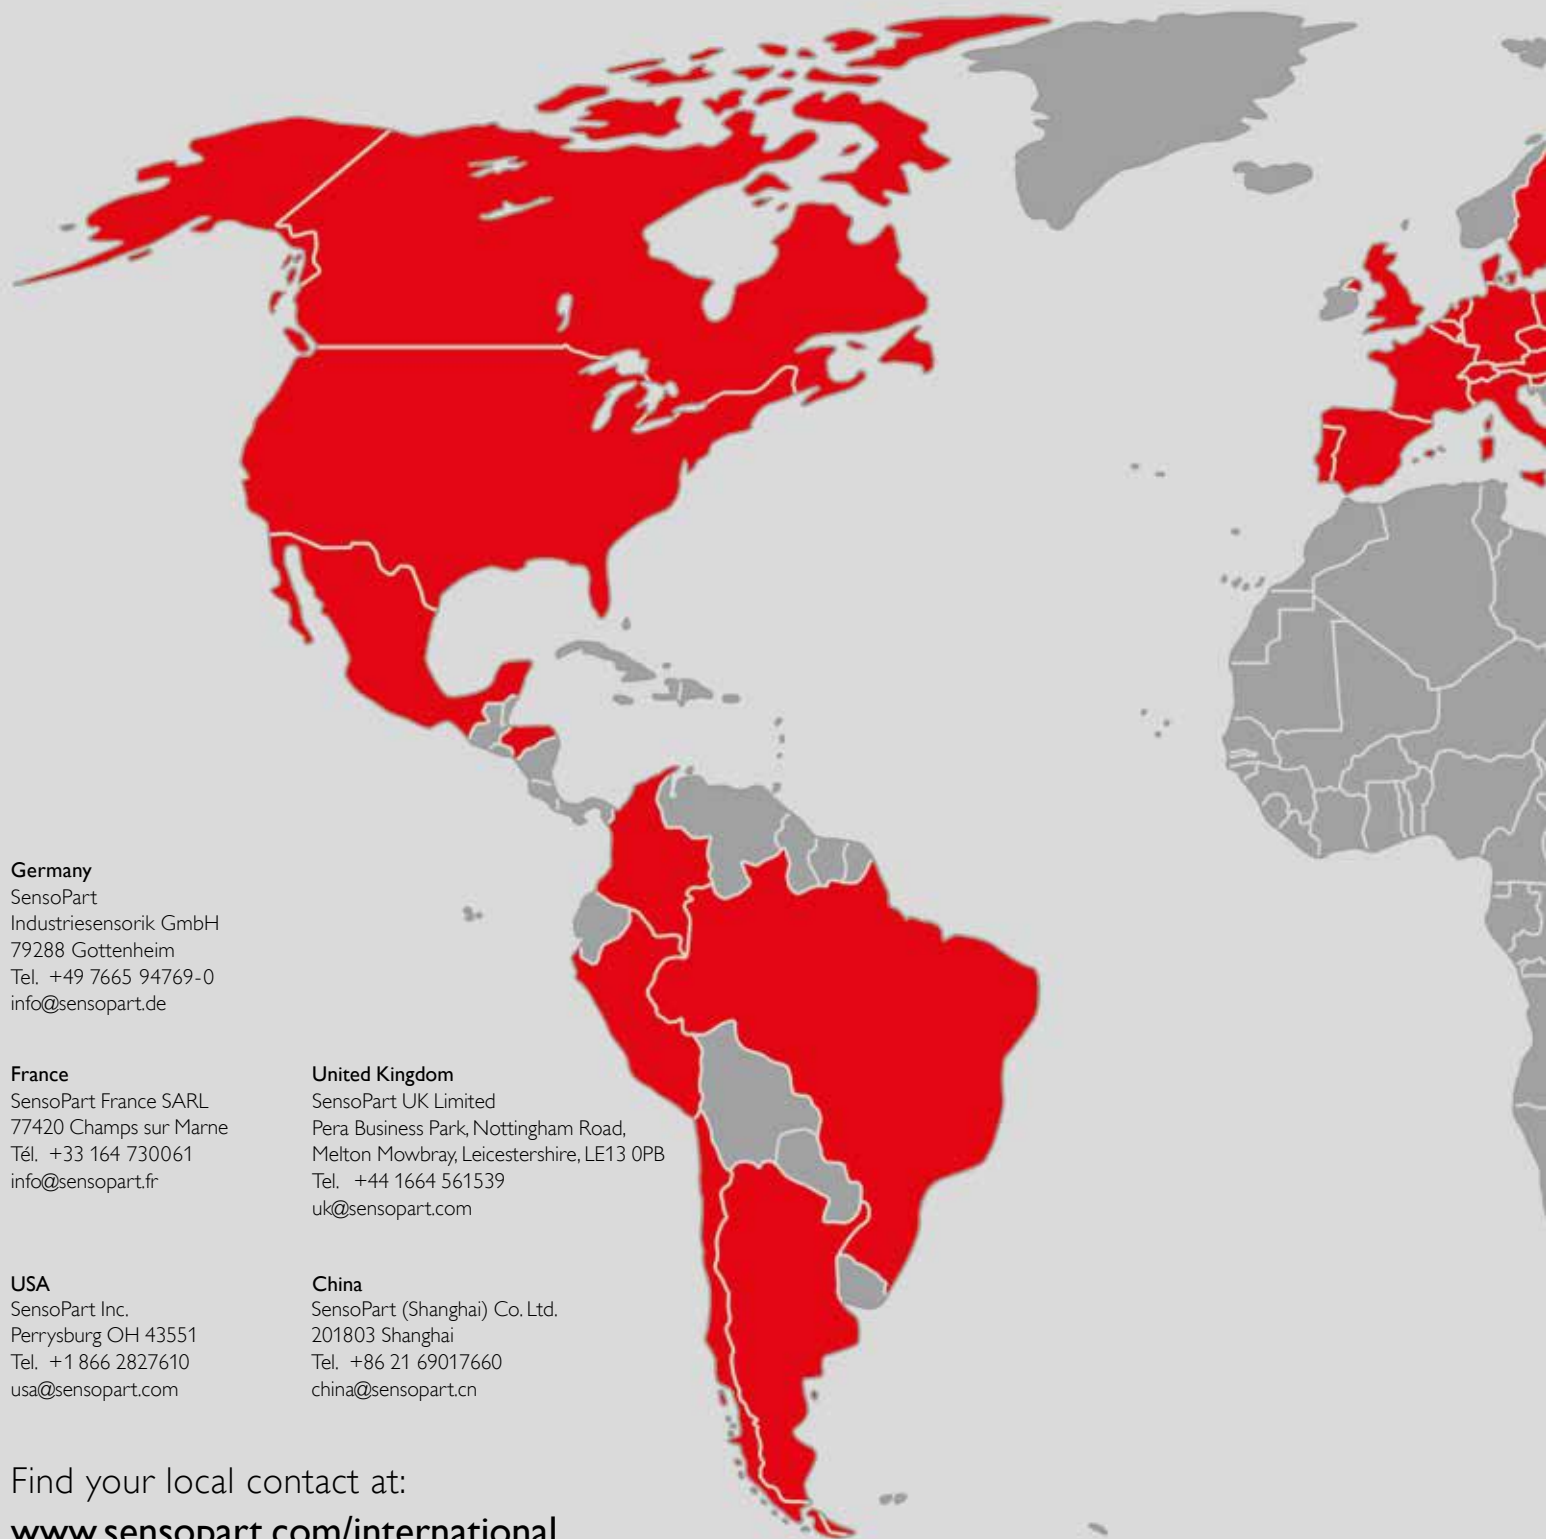 Germany
SensoPart
Industriesensorik GmbH
79288 Gottenheim
Tel. +49 7665 94769-0
info@sensopart.de
France
SensoPart France SARL
77420 Champs sur Marne
Tél. +33 164 730061
info@sensopart.fr
United Kingdom
SensoPart UK Limited
Pera Business Park, Nottingham Road,
Melton Mowbray, Leicestershire, LE13 0PB
Tel. +44 1664 561539
uk@sensopart.com
USA
SensoPart Inc.
Perrysburg OH 43551
Tel. +1 866 2827610
usa@sensopart.com
China
SensoPart (Shanghai) Co. Ltd.
201803 Shanghai
Tel. +86 21 69017660
china@sensopart.cn
Find your local contact at:
www.sensopart.com/international